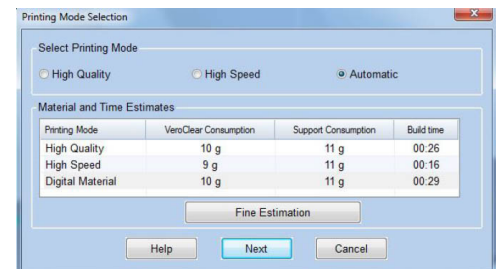 Printing Mode Selection
Select Printing Mode
High Quality High Speed Automatic
Material and Time Estimates
Printing Mode VeroClear Consumption Support Consumption Build time
High Quality 10 g 11 g 00:26
High Speed 9 g 11 g 00:16
Digital Material 10 g 11 g 00:29
Fine Estimation
Help Next Cancel